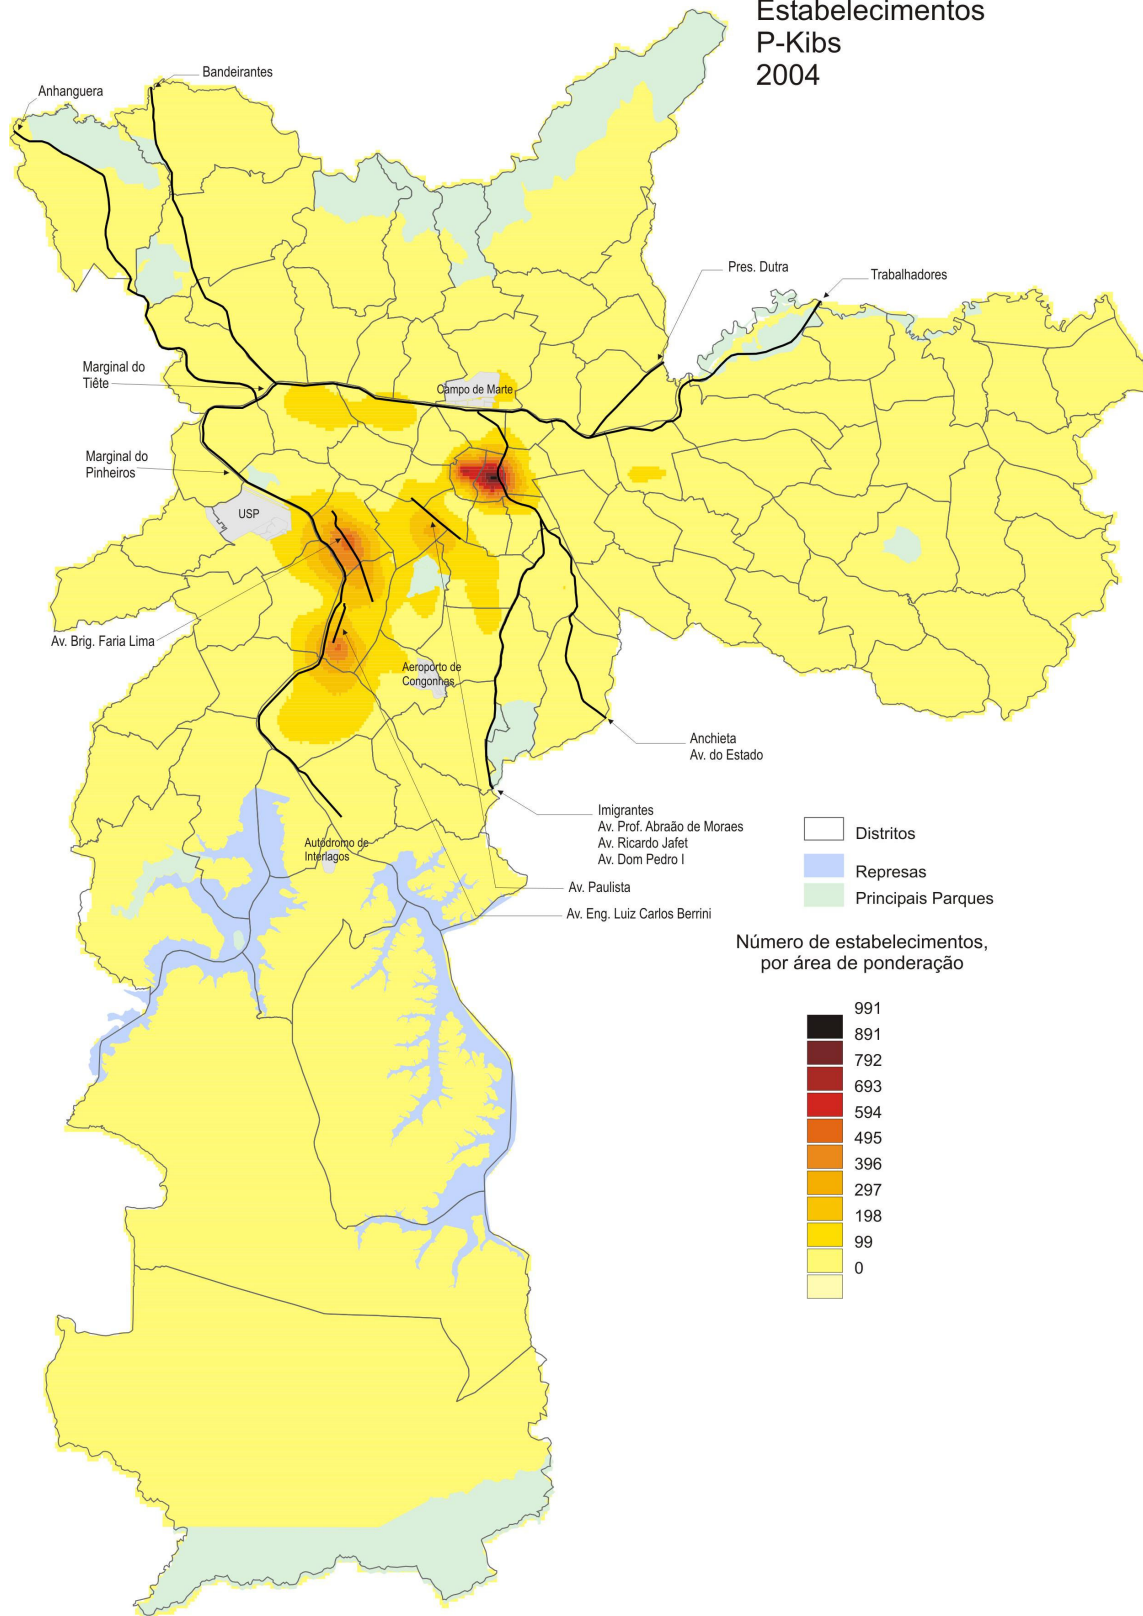 Estabelecimentos
P-Kibs
2004
Bandeirantes
Anhanguera
Pres. Dutra
Trabalhadores
Marginal do
Tiête
Campo de Marte
Marginal do
Pinheiros
USP
Av. Brig. Faria Lima
Aeroporto de
Congonhas
Anchieta
Av. do Estado
Imigrantes
Av. Prof. Abraão de Moraes
Av. Ricardo Jafet
Av. Dom Pedro I
Autódromo de
Interlagos
Av. Paulista
Av. Eng. Luiz Carlos Berrini
Distritos
Represas
Principais Parques
Número de estabelecimentos,
por área de ponderação
991
891
792
693
594
495
396
297
198
99
0